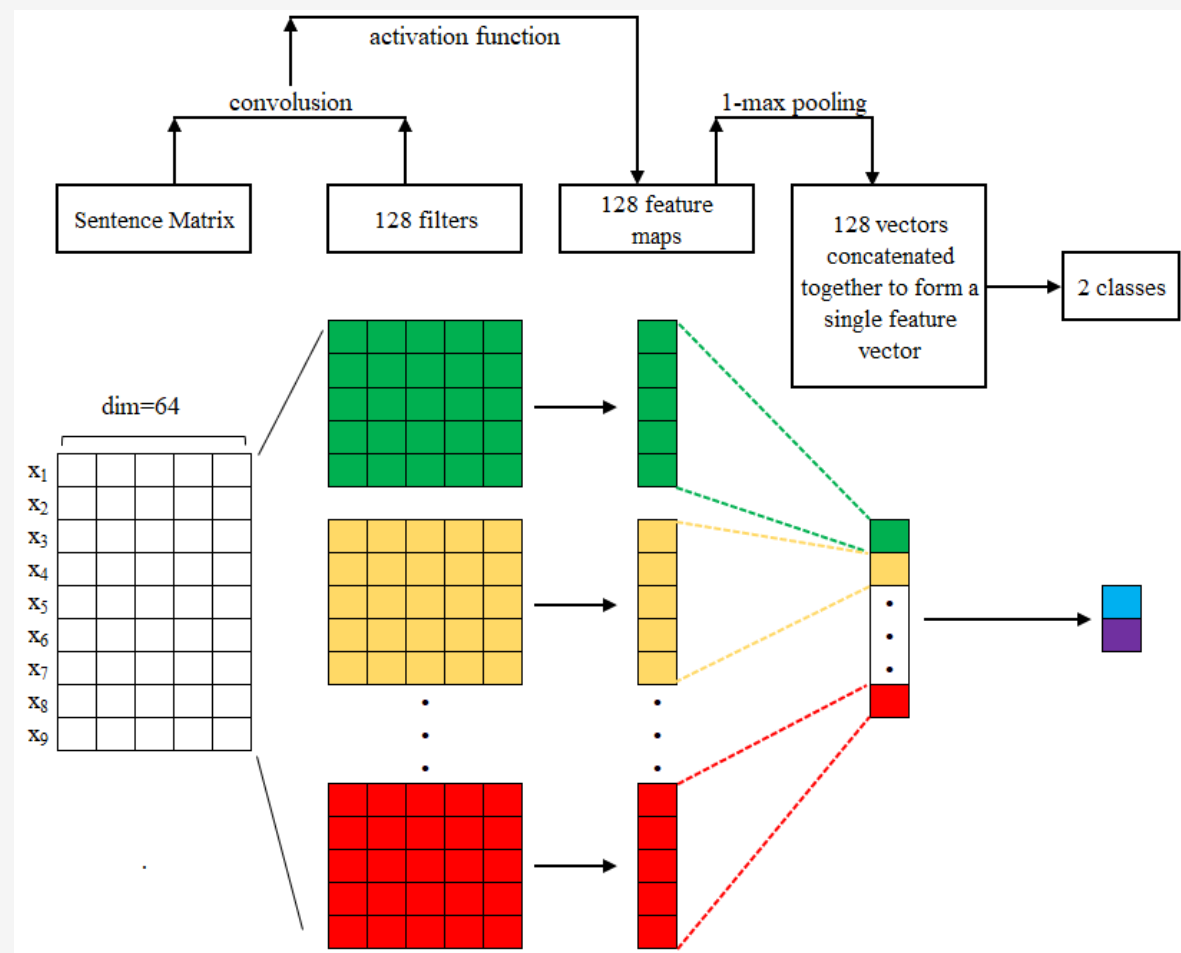 activation function
convolusion
1-max pooling
Sentence Matrix
128 filters
128 feature
maps
128 vectors
concatenated
together to form a
single feature
vector
2 classes
dim=64
x1
x2
x3
x4
x5
x6
x7
x8
x9